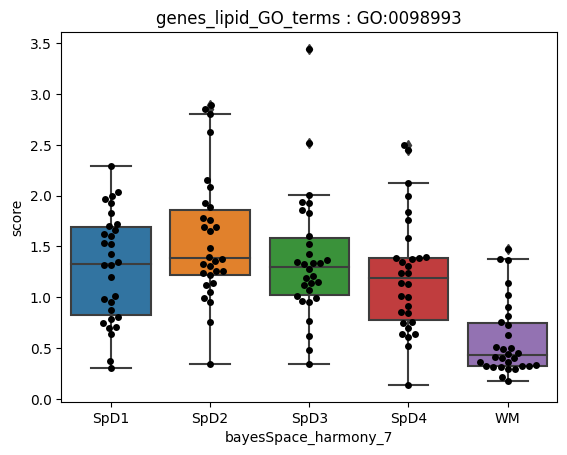 genes_lipid_GO_terms : GO:0098993
3.5
3.0
2.5
2.0
1.5
1.0
0.5
0.0
score
SpD1 SpD2 SpD3 SpD4 WM
bayesSpace_harmony_7